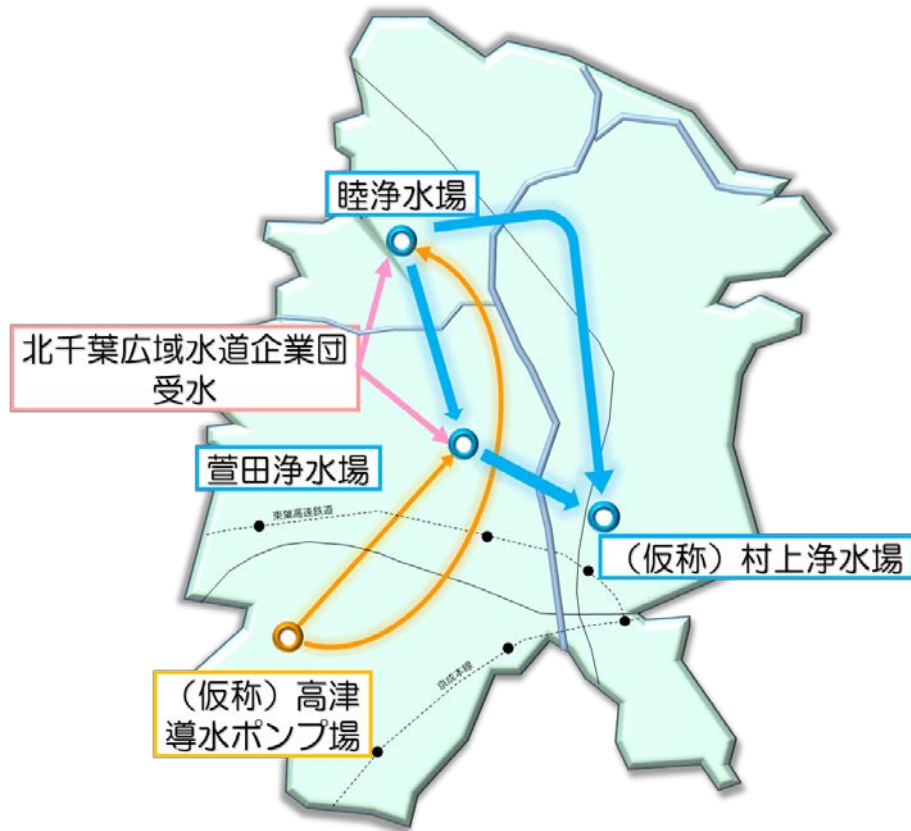 睦浄水場
北千葉広域水道企業団
受水
萱田浄水場
東葉高速鉄道
（仮称）村上浄水場
京成本線
（仮称）高津
導水ポンプ場